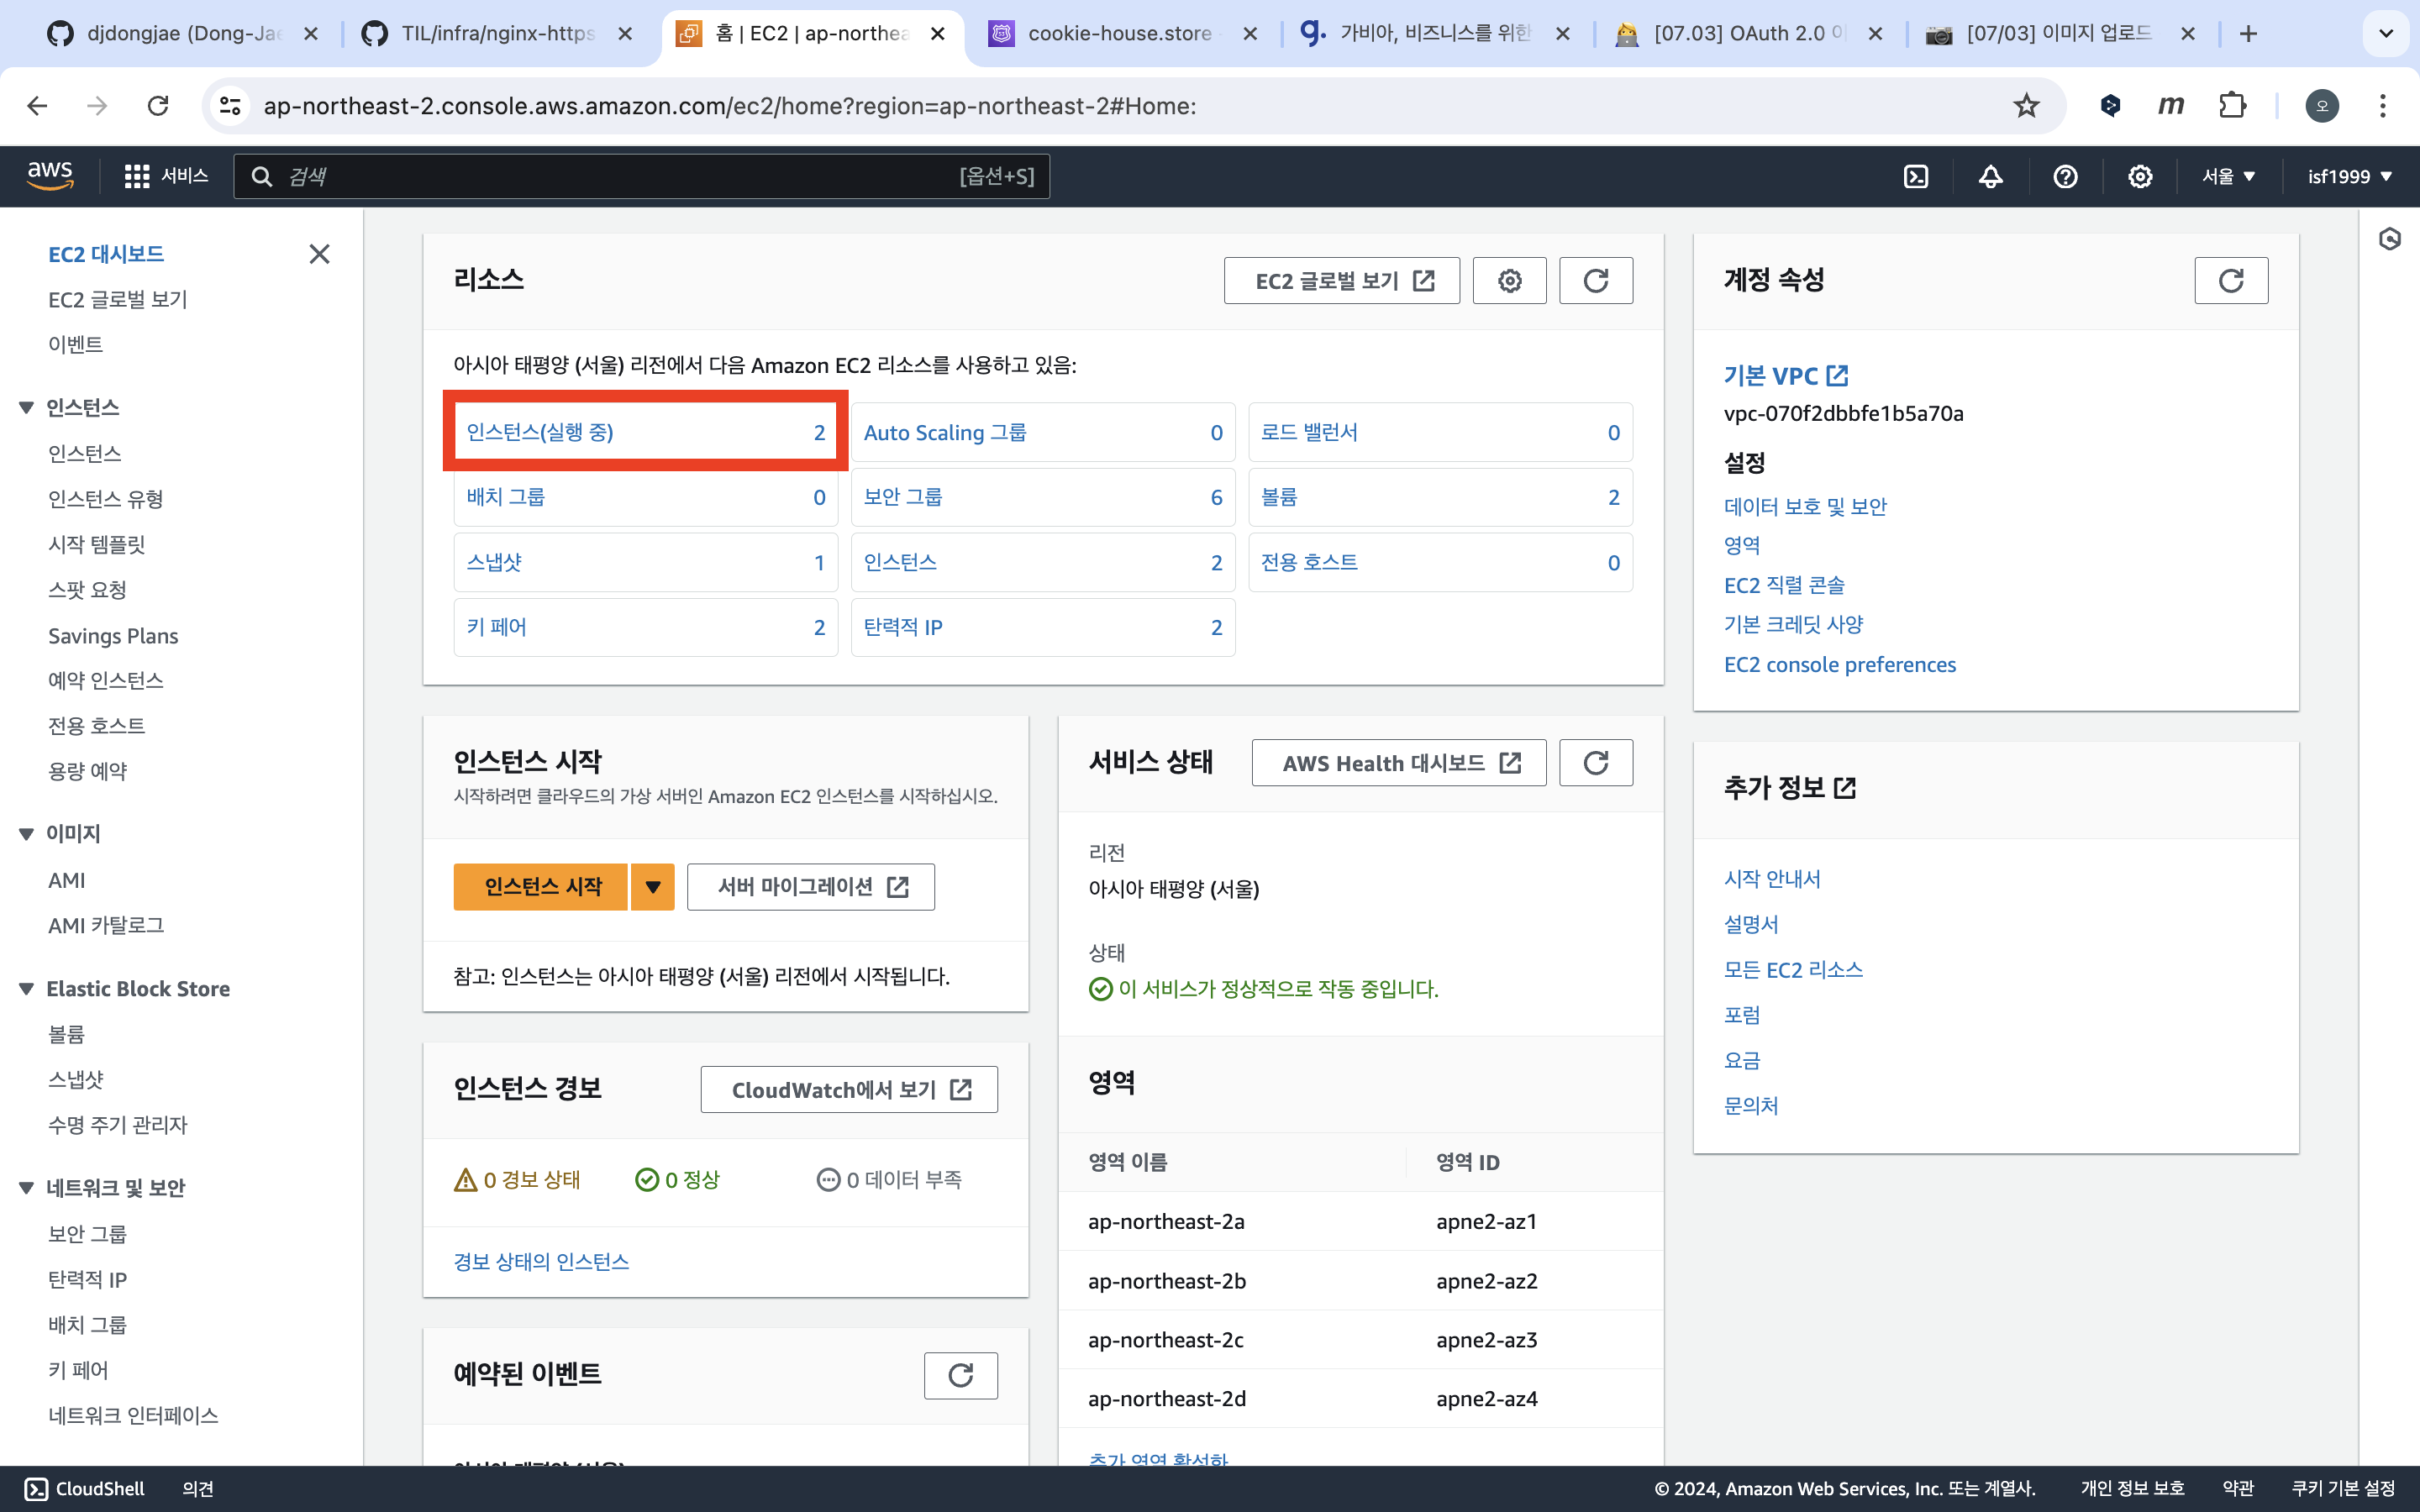 djdongjae (Dong-Jae
TIL/infra/nginx-https
홈 | EC2 | ap-northea
cookie-house.store
가비아, 비즈니스를 위한
[07.03] OAuth 2.0 이
[07/03] 이미지 업로드
ap-northeast-2.console.aws.amazon.com/ec2/home?region=ap-northeast-2#Home:
m
오
aws
서비스
검색
[옵션+S]
서울
isf1999
EC2 대시보드
EC2 글로벌 보기
이벤트
인스턴스
인스턴스
인스턴스 유형
시작 템플릿
스팟 요청
Savings Plans
예약 인스턴스
전용 호스트
용량 예약
이미지
AMI
AMI 카탈로그
Elastic Block Store
볼륨
스냅샷
수명 주기 관리자
네트워크 및 보안
보안 그룹
탄력적 IP
배치 그룹
키 페어
네트워크 인터페이스
리소스
EC2 글로벌 보기
아시아 태평양 (서울) 리전에서 다음 Amazon EC2 리소스를 사용하고 있음:
인스턴스(실행 중) 2
Auto Scaling 그룹 0
로드 밸런서 0
배치 그룹 0
보안 그룹 6
볼륨 2
스냅샷 1
인스턴스 2
전용 호스트 0
키 페어 2
탄력적 IP 2
인스턴스 시작
시작하려면 클라우드의 가상 서버인 Amazon EC2 인스턴스를 시작하십시오.
인스턴스 시작
서버 마이그레이션
참고: 인스턴스는 아시아 태평양 (서울) 리전에서 시작됩니다.
인스턴스 경보
CloudWatch에서 보기
0 경보 상태
0 정상
0 데이터 부족
경보 상태의 인스턴스
예약된 이벤트
아시아 태평양 (서울)
서비스 상태
AWS Health 대시보드
리전
아시아 태평양 (서울)
상태
이 서비스가 정상적으로 작동 중입니다.
영역
영역 이름 영역 ID
ap-northeast-2a apne2-az1
ap-northeast-2b apne2-az2
ap-northeast-2c apne2-az3
ap-northeast-2d apne2-az4
추가 영역 활성화
계정 속성
기본 VPC
vpc-070f2dbbfe1b5a70a
설정
데이터 보호 및 보안
영역
EC2 직렬 콘솔
기본 크레딧 사양
EC2 console preferences
추가 정보
시작 안내서
설명서
모든 EC2 리소스
포럼
요금
문의처
CloudShell
의견
© 2024, Amazon Web Services, Inc. 또는 계열사.
개인 정보 보호
약관
쿠키 기본 설정